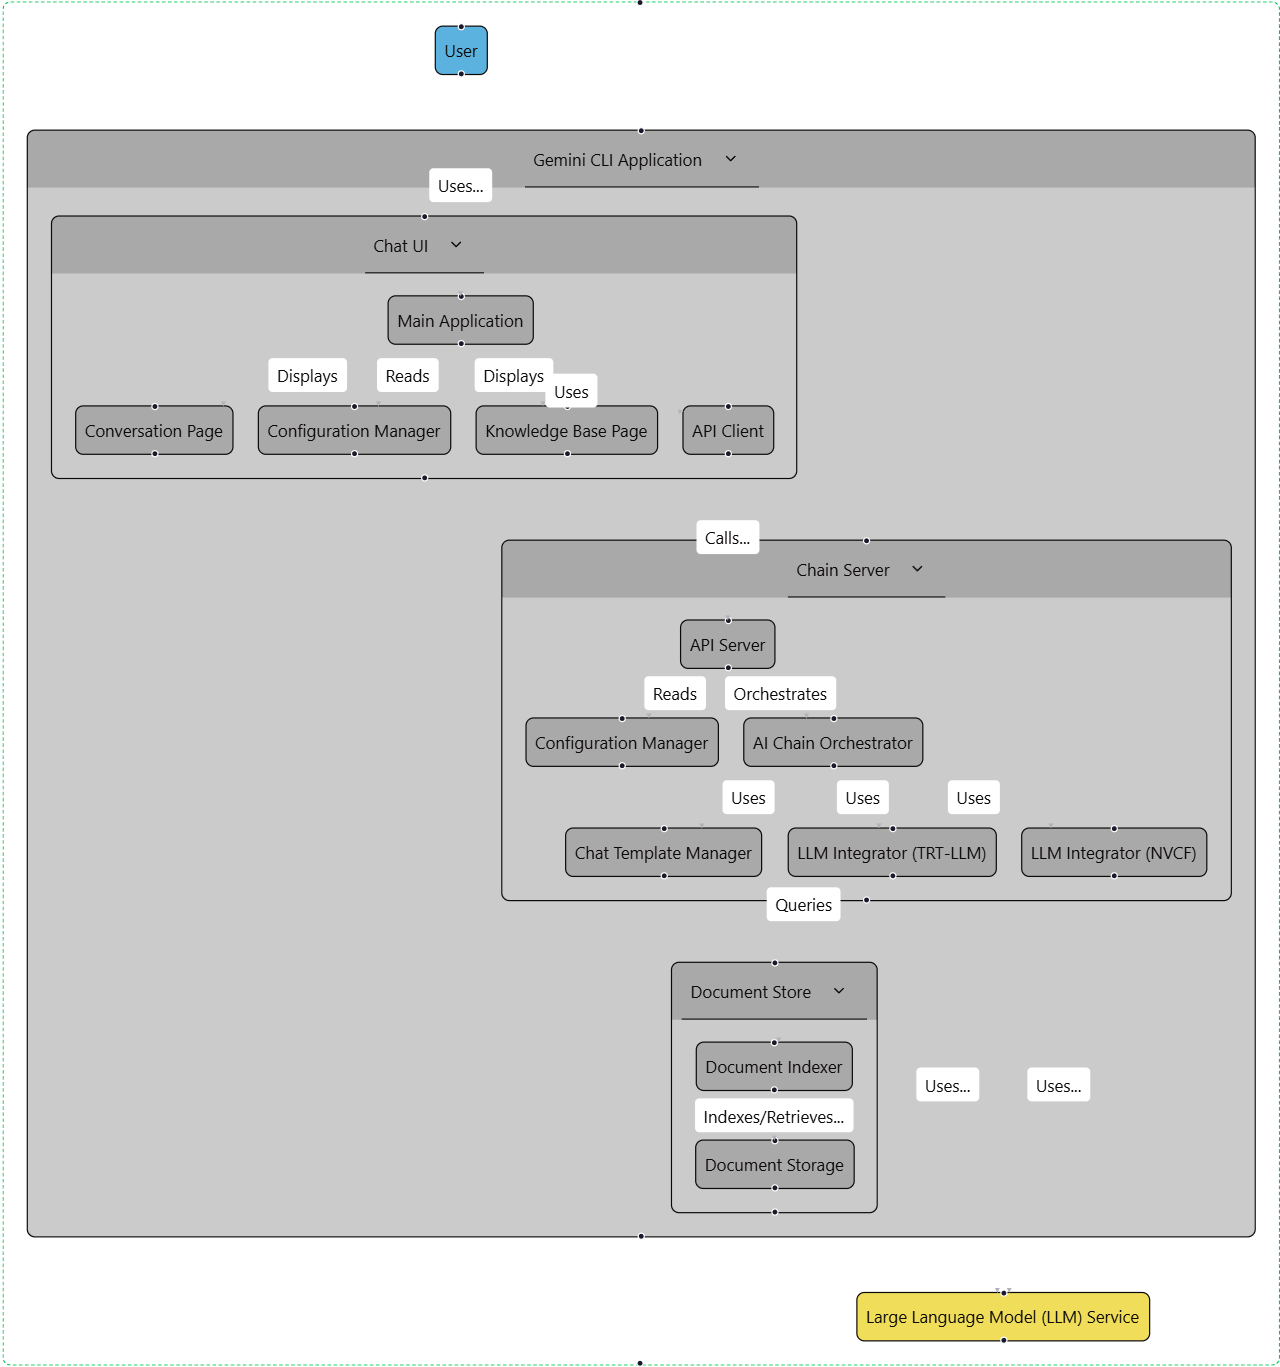 User
Gemini CLI Application
Uses...
Chat UI
Main Application
Displays
Reads
Displays
Uses
Conversation Page
Configuration Manager
Knowledge Base Page
API Client
Calls...
Chain Server
API Server
Reads
Orchestrates
Configuration Manager
AI Chain Orchestrator
Uses
Uses
Uses
Chat Template Manager
LLM Integrator (TRT-LLM)
LLM Integrator (NVCF)
Queries
Document Store
Document Indexer
Uses...
Uses...
Indexes/Retrieves...
Document Storage
Large Language Model (LLM) Service